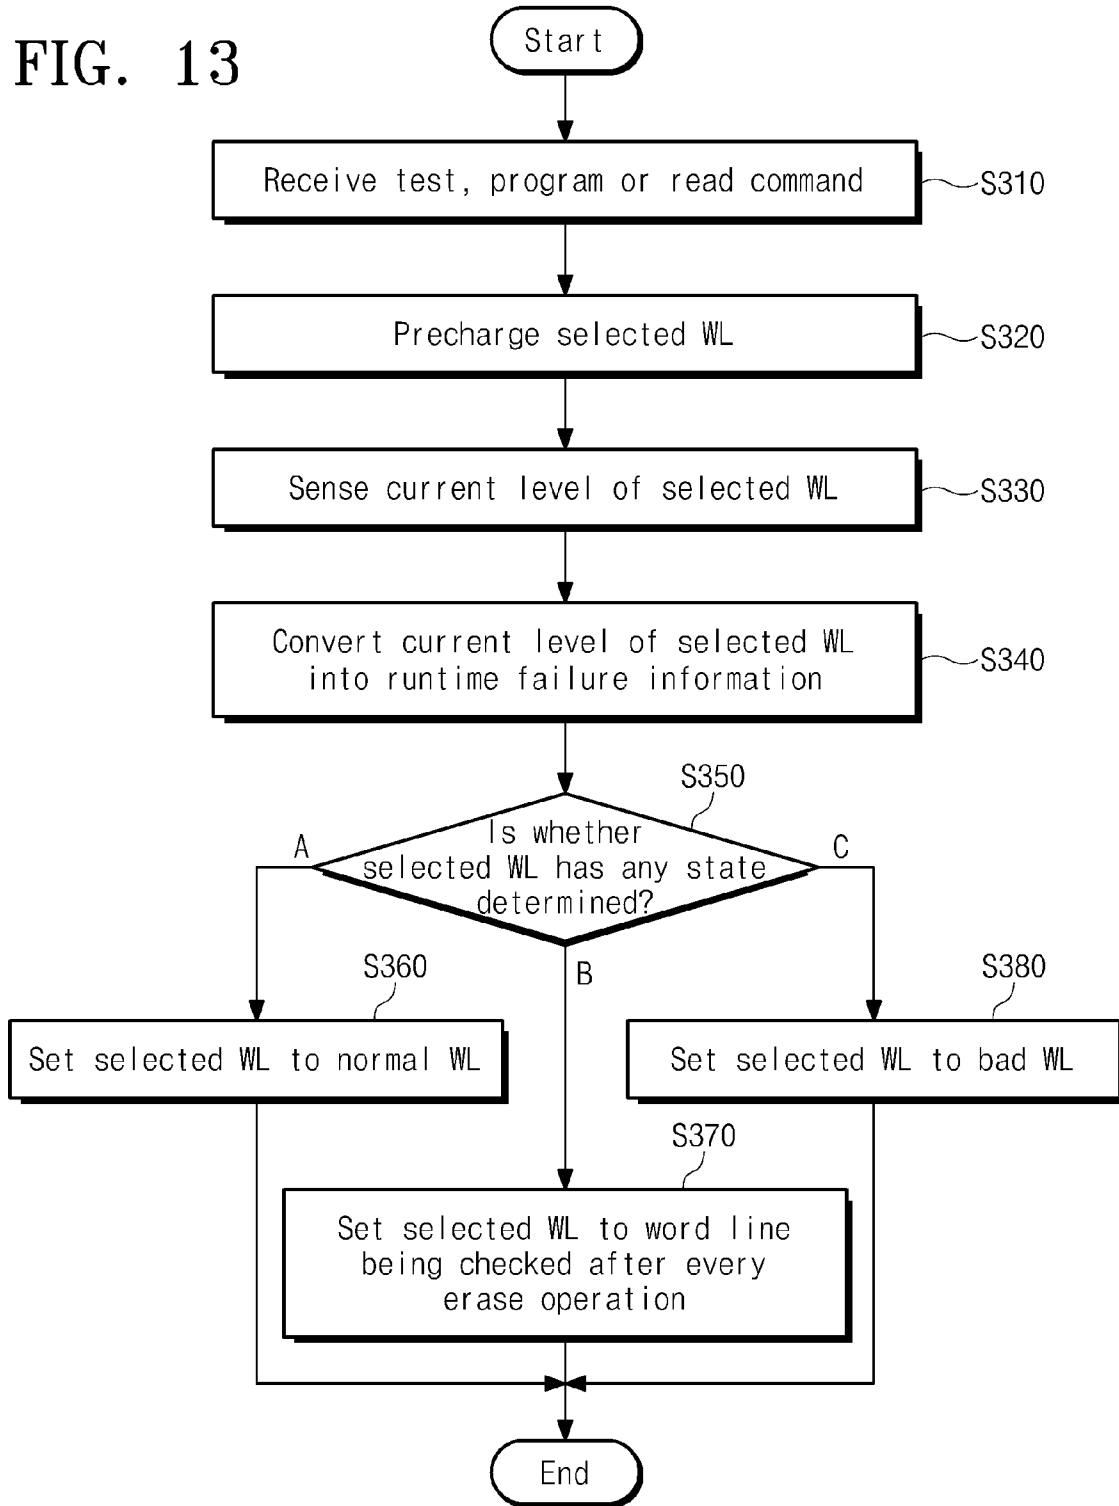 FIG. 13
Start
Receive test, program or read command
S310
Precharge selected WL
S320
Sense current level of selected WL
S330
Convert current level of selected WL
into runtime failure information
S340
S350
Is whether
selected WL has any state
determined?
A
C
B
S360
Set selected WL to normal WL
S380
Set selected WL to bad WL
S370
Set selected WL to word line
being checked after every
erase operation
End